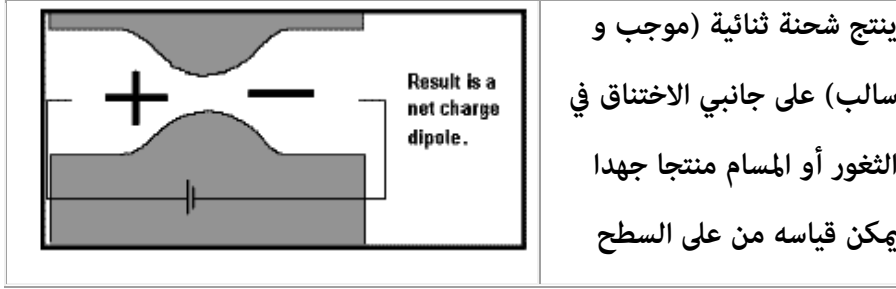 ينتج شحنة ثنائية (موجب و
سالب) على جانبي الاختناق في
الثغور أو المسام منتجا جهدا
يمكن قياسه من على السطح
Result is a
net charge
dipole.